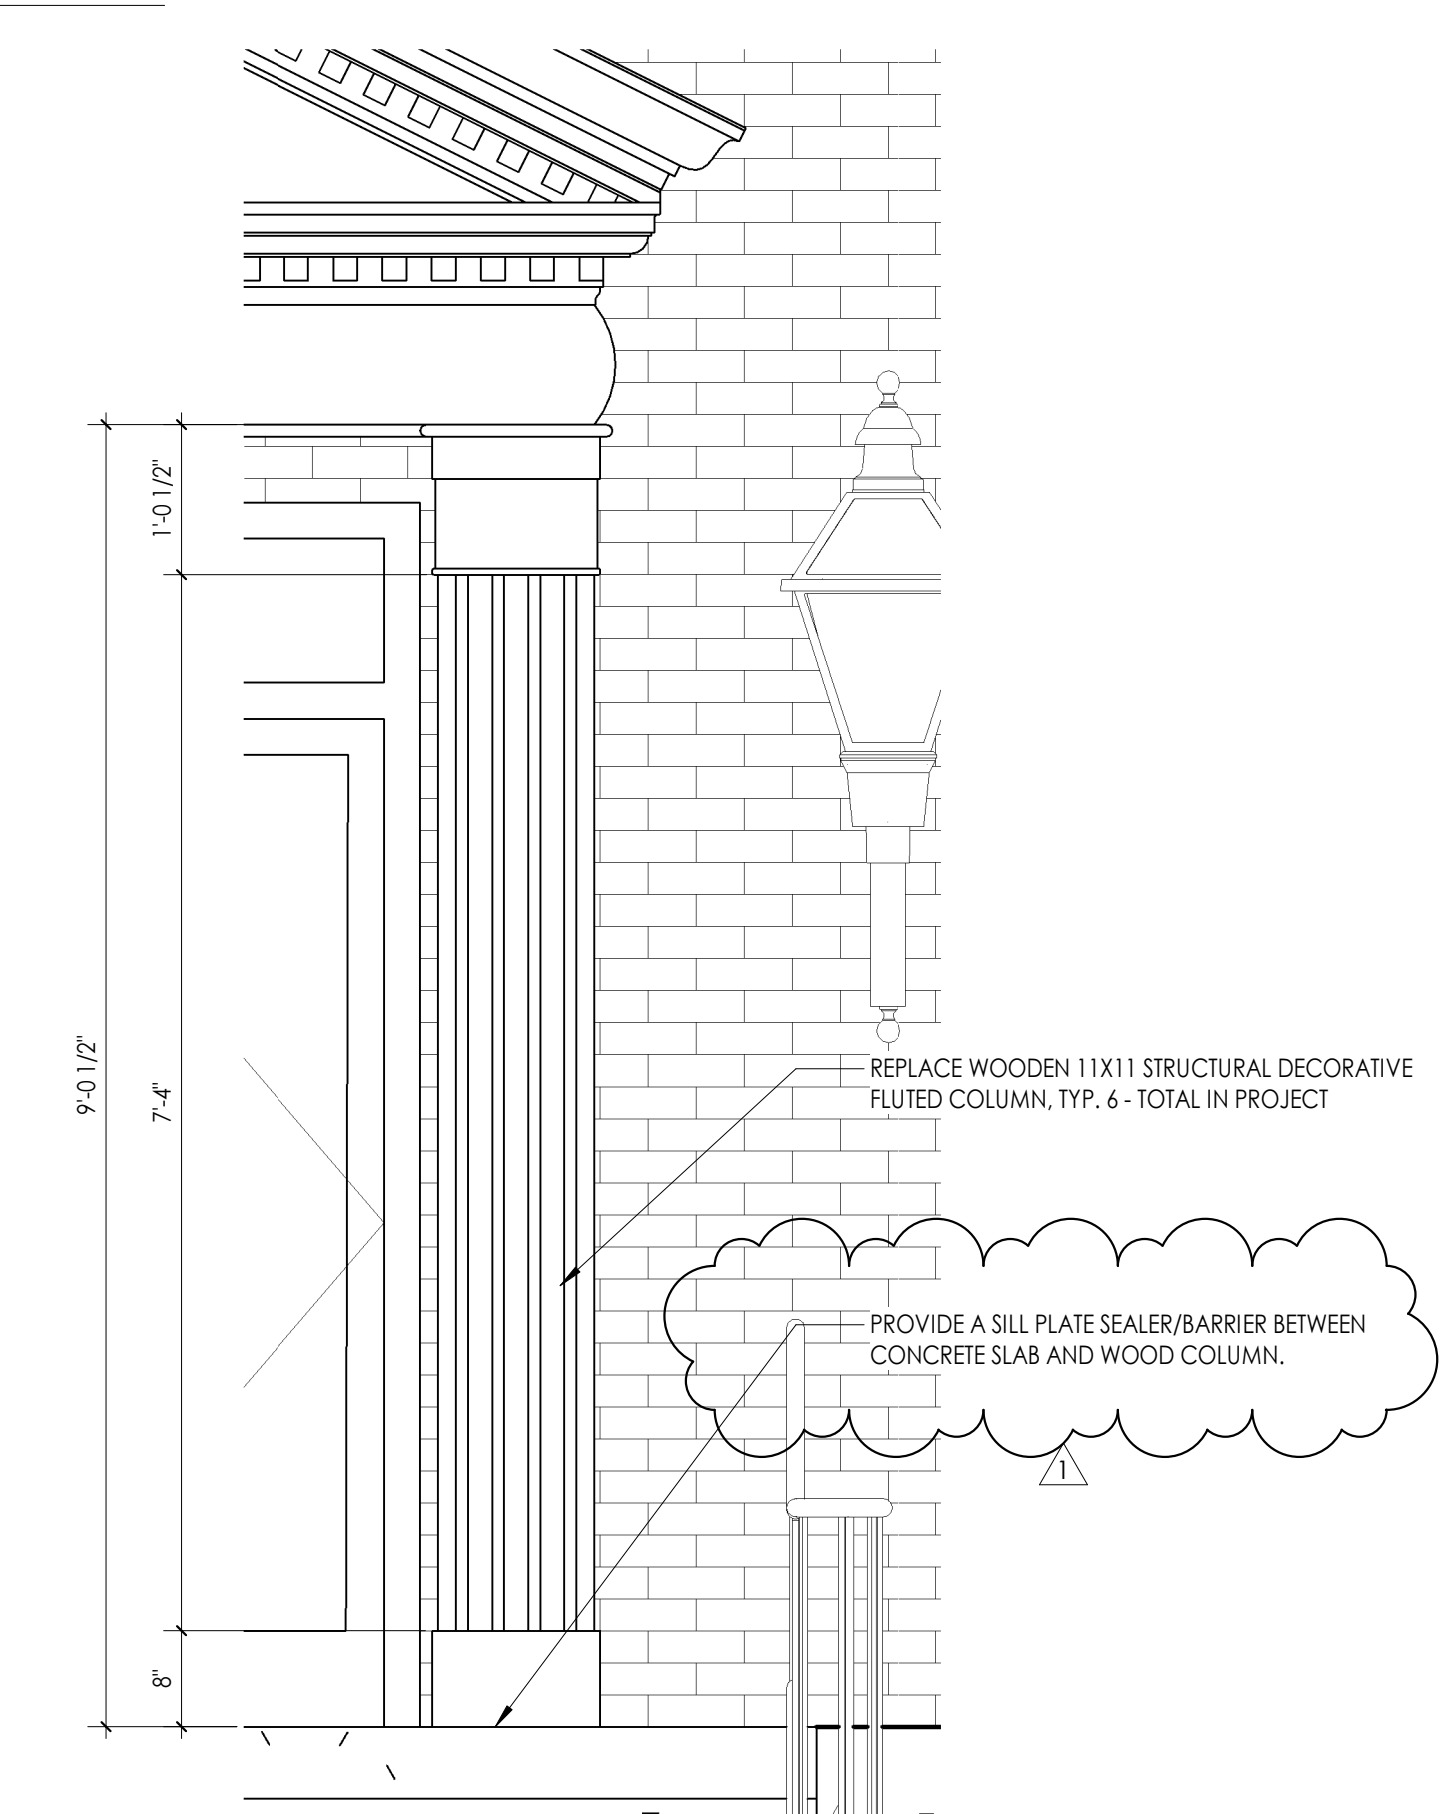 1'-0 1/2"
9'-0 1/2"
7'-4"
8"
REPLACE WOODEN 11X11 STRUCTURAL DECORATIVE
FLUTED COLUMN, TYP. 6 - TOTAL IN PROJECT
PROVIDE A SILL PLATE SEALER/BARRIER BETWEEN
CONCRETE SLAB AND WOOD COLUMN.
1